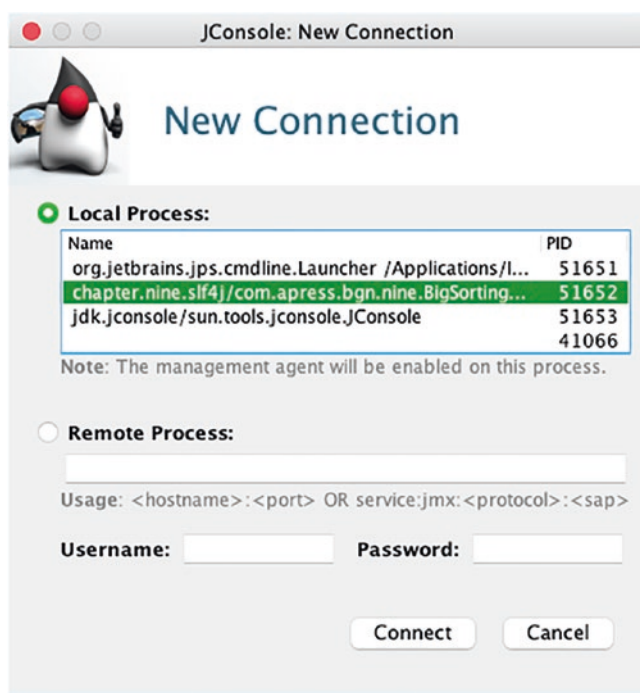 JConsole: New Connection
New Connection
Local Process:
Name PID
org.jetbrains.jps.cmdline.Launcher /Applications/I... 51651
chapter.nine.slf4j/com.apress.bgn.nine.BigSorting... 51652
jdk.jconsole/sun.tools.jconsole.JConsole 51653
41066
Note: The management agent will be enabled on this process.
Remote Process:
Usage: <hostname>:<port> OR service:jmx:<protocol>:<sap>
Username: Password:
Connect Cancel